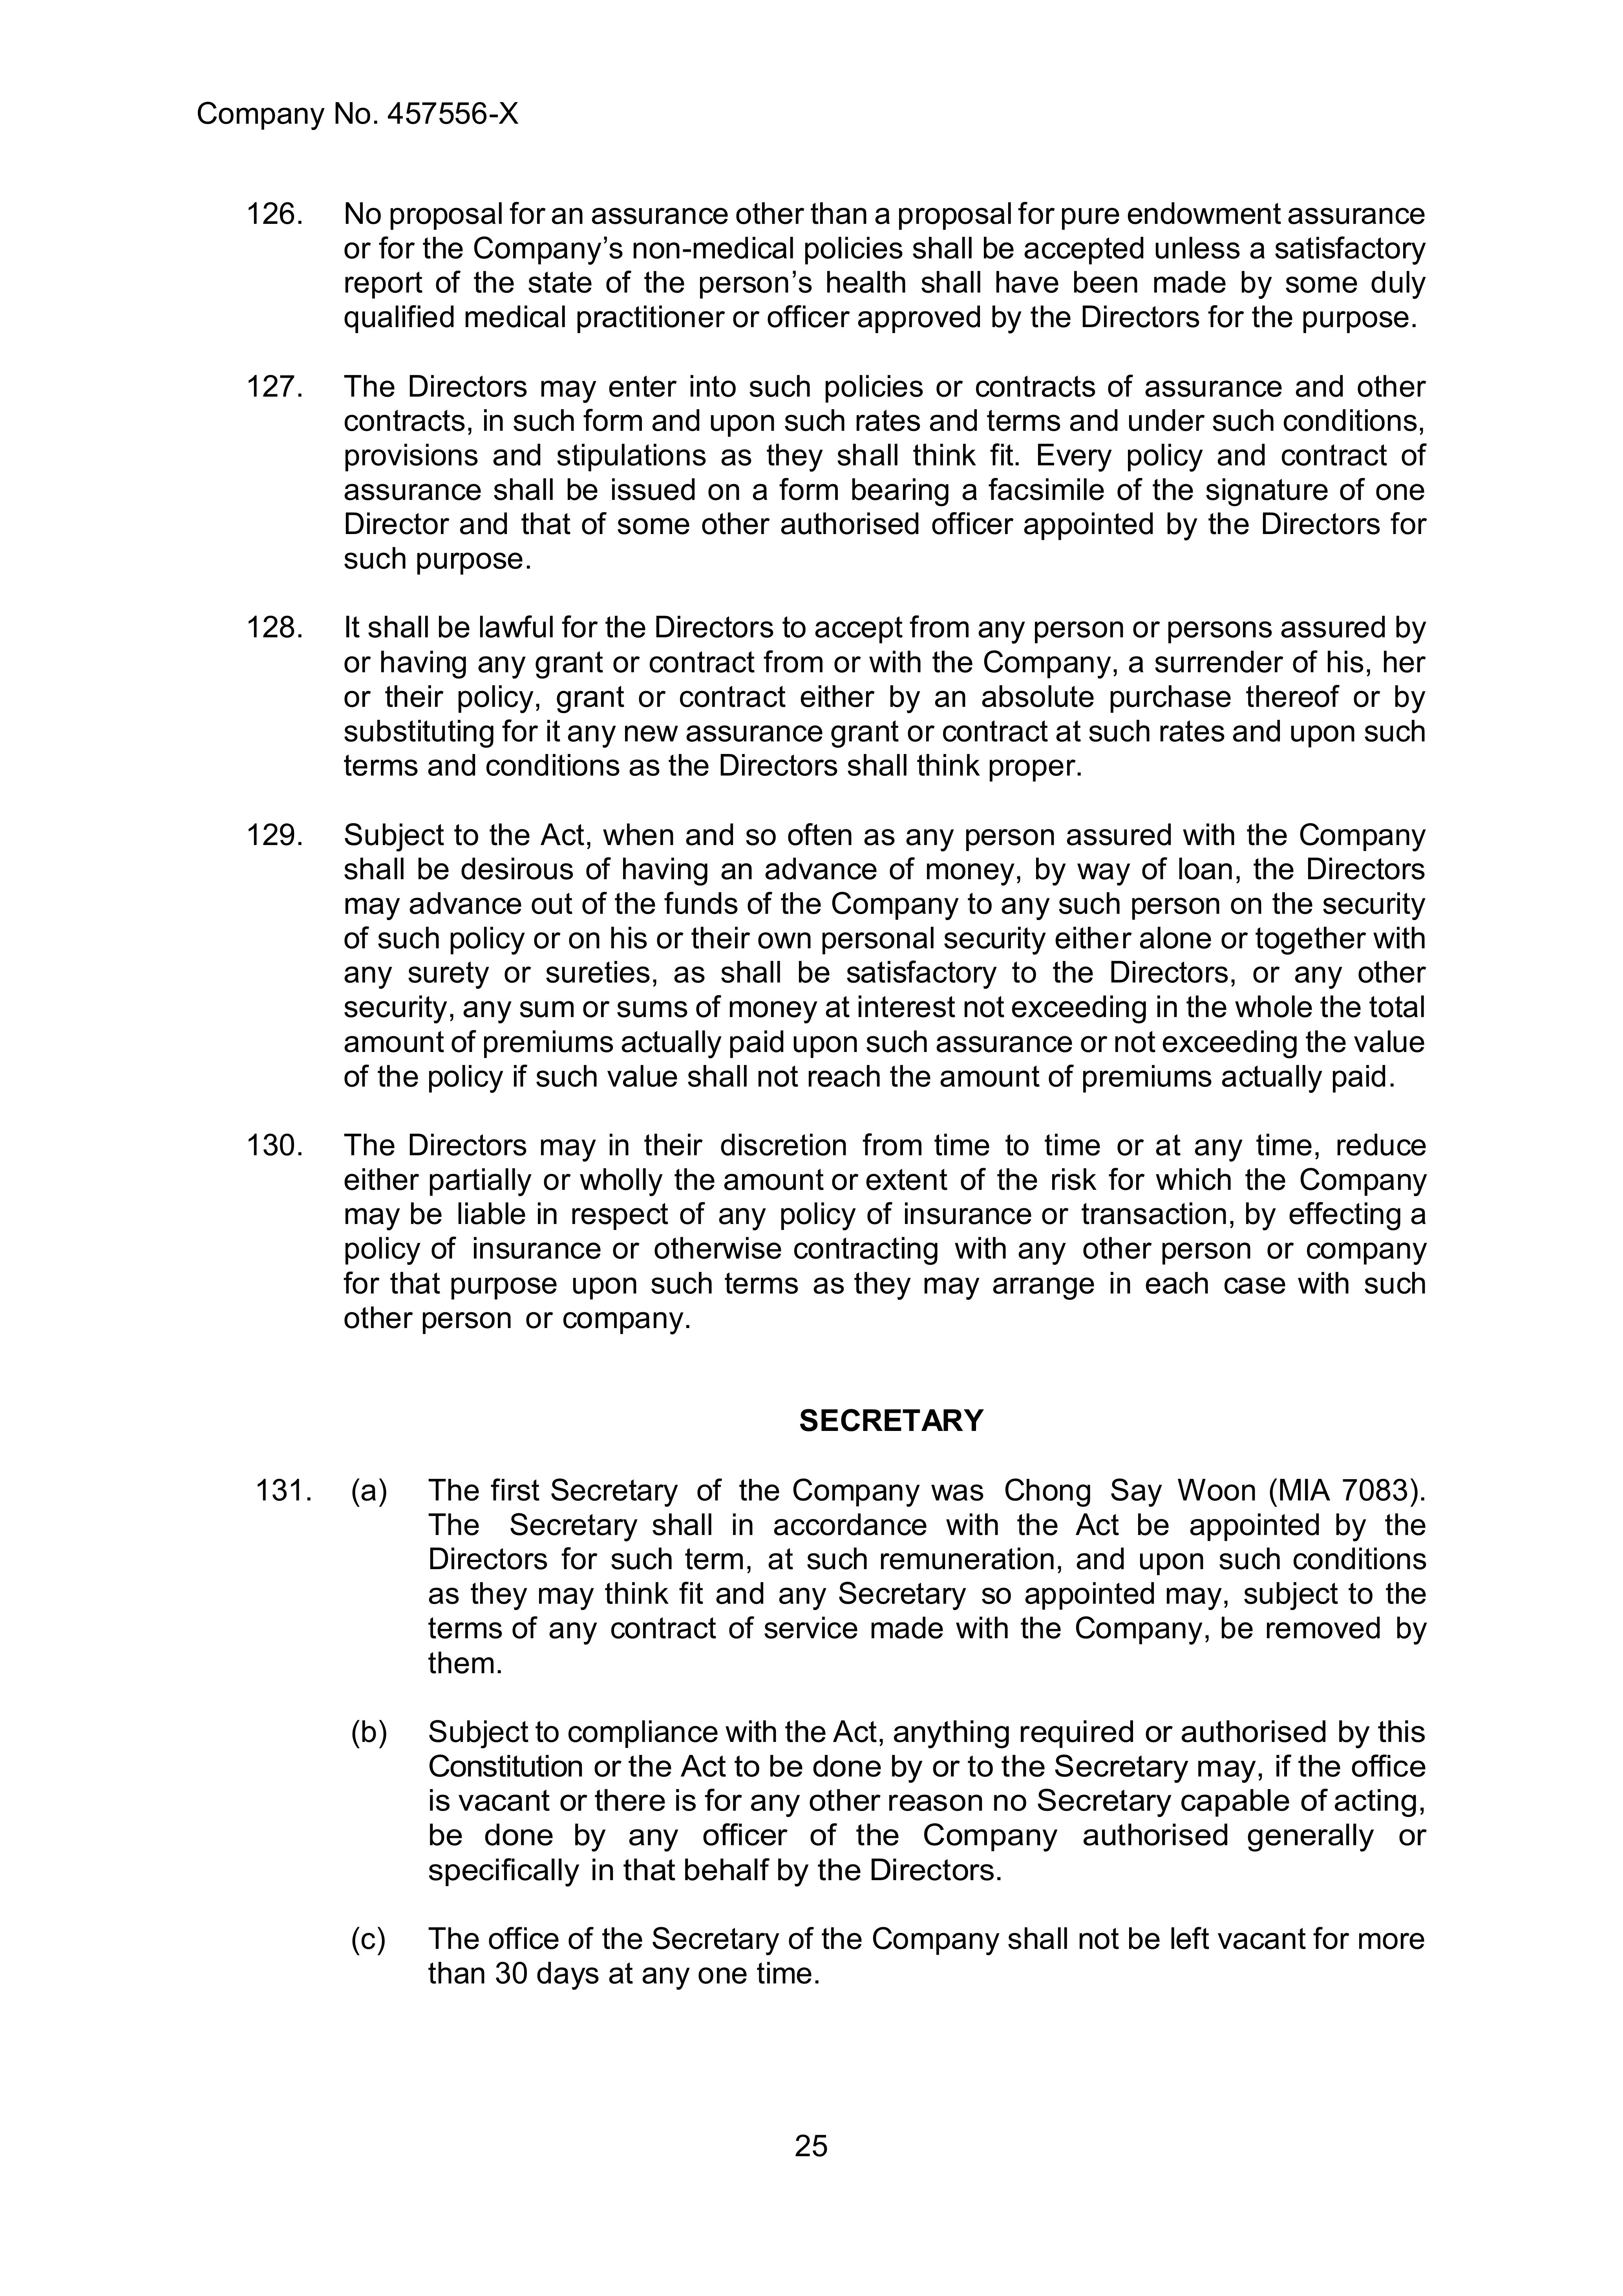 Company No. 457556-X
126. No proposal for an assurance other than a proposal for pure endowment assurance
or for the Company’s non-medical policies shall be accepted unless a satisfactory
report of the state of the person’s health shall have been made by some duly
qualified medical practitioner or officer approved by the Directors for the purpose.
127. The Directors may enter into such policies or contracts of assurance and other
contracts, in such form and upon such rates and terms and under such conditions,
provisions and stipulations as they shall think fit. Every policy and contract of
assurance shall be issued on a form bearing a facsimile of the signature of one
Director and that of some other authorised officer appointed by the Directors for
such purpose.
128. It shall be lawful for the Directors to accept from any person or persons assured by
or having any grant or contract from or with the Company, a surrender of his, her
or their policy, grant or contract either by an absolute purchase thereof or by
substituting for it any new assurance grant or contract at such rates and upon such
terms and conditions as the Directors shall think proper.
129. Subject to the Act, when and so often as any person assured with the Company
shall be desirous of having an advance of money, by way of loan, the Directors
may advance out of the funds of the Company to any such person on the security
of such policy or on his or their own personal security either alone or together with
any surety or sureties, as shall be satisfactory to the Directors, or any other
security, any sum or sums of money at interest not exceeding in the whole the total
amount of premiums actually paid upon such assurance or not exceeding the value
of the policy if such value shall not reach the amount of premiums actually paid.
130. The Directors may in their discretion from time to time or at any time, reduce
either partially or wholly the amount or extent of the risk for which the Company
may be liable in respect of any policy of insurance or transaction, by effecting a
policy of insurance or otherwise contracting with any other person or company
for that purpose upon such terms as they may arrange in each case with such
other person or company.
SECRETARY
131. (a) The first Secretary of the Company was Chong Say Woon (MIA 7083).
The Secretary shall in accordance with the Act be appointed by the
Directors for such term, at such remuneration, and upon such conditions
as they may think fit and any Secretary so appointed may, subject to the
terms of any contract of service made with the Company, be removed by
them.
(b) Subject to compliance with the Act, anything required or authorised by this
Constitution or the Act to be done by or to the Secretary may, if the office
is vacant or there is for any other reason no Secretary capable of acting,
be done by any officer of the Company authorised generally or
specifically in that behalf by the Directors.
(c) The office of the Secretary of the Company shall not be left vacant for more
than 30 days at any one time.
25